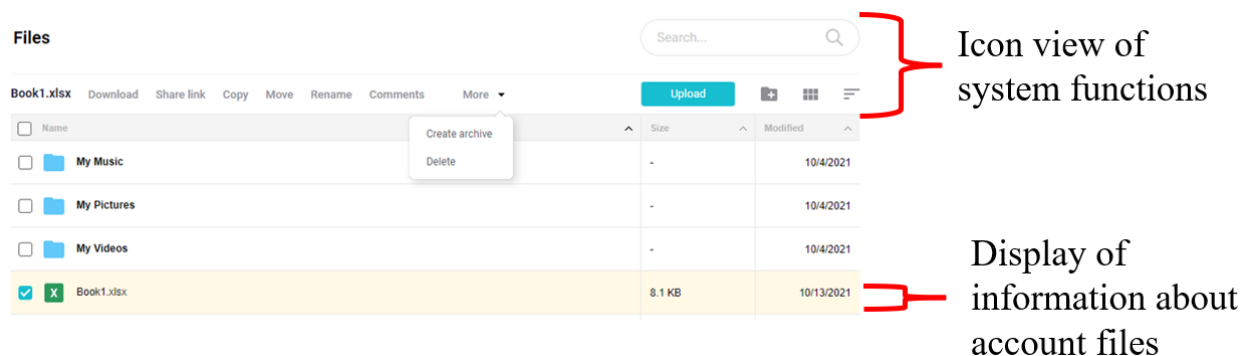 Files
Search...
Icon view of
system functions
Book1.xlsx Download Share link Copy Move Rename Comments More Upload
Name Size Modified
Create archive
Delete
My Music - 10/4/2021
My Pictures - 10/4/2021
My Videos - 10/4/2021
X Book1.xlsx 8.1 KB 10/13/2021
Display of
information about
account files